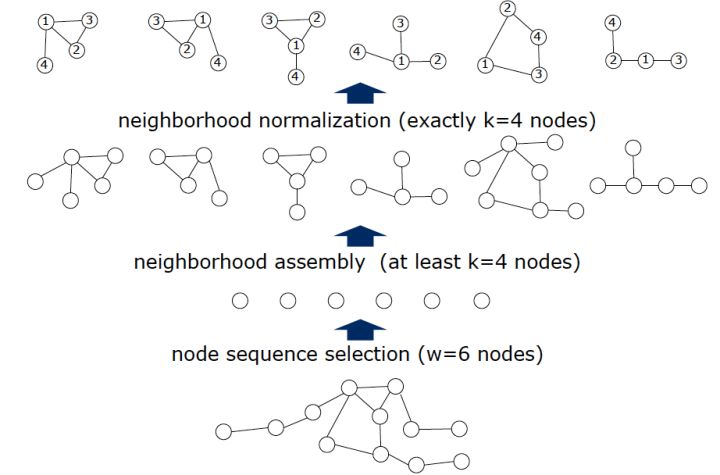 1 3 3 1 3 2 3 2 4
2 2 1 4 1 2 4 2 1 3
4 4 4 1 3
neighborhood normalization (exactly k=4 nodes)
neighborhood assembly (at least k=4 nodes)
node sequence selection (w=6 nodes)